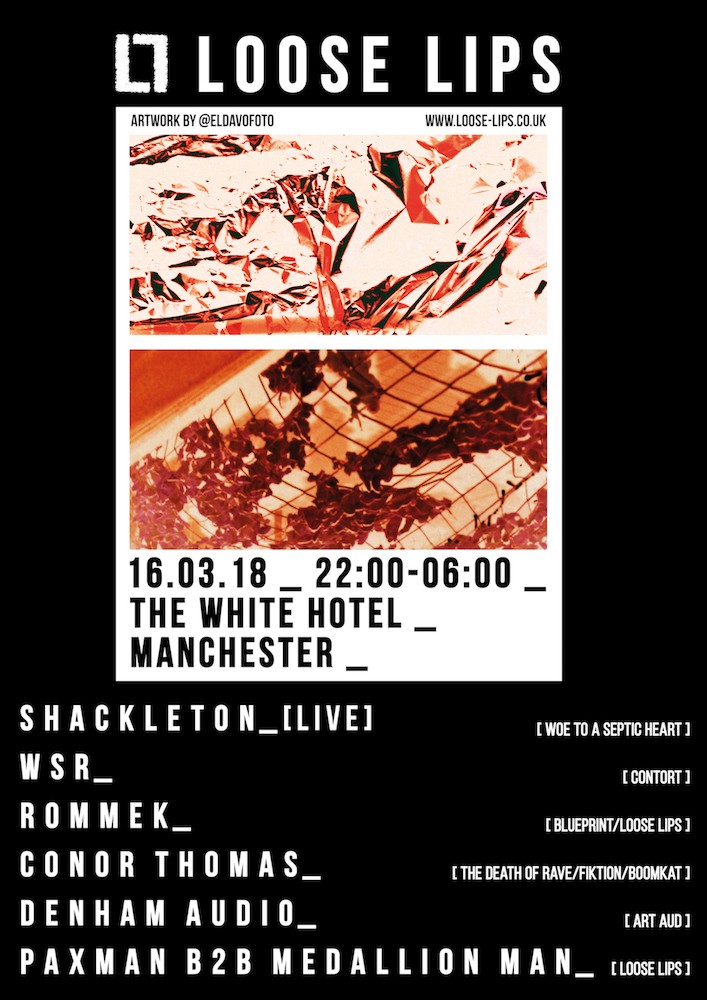 LOOSE LIPS
ARTWORK BY @ELDAVOFOTO WWW.LOOSE-LIPS.CO.UK
16.03.18 _ 22:00-06:00 _
THE WHITE HOTEL _
MANCHESTER _
SHACKLETON_[LIVE] [ WOE TO A SEPTIC HEART ]
WSR_ [ CONTORT ]
ROMMEK_ [ BLUEPRINT/LOOSE LIPS ]
CONOR THOMAS_ [ THE DEATH OF RAVE/FIKTION/BOOMKAT ]
DENHAM AUDIO_ [ ART AUD ]
PAXMAN B2B MEDALLION MAN_ [ LOOSE LIPS ]